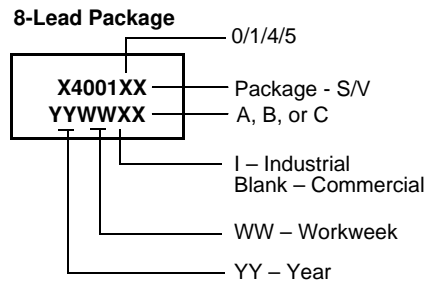 8-Lead Package
0/1/4/5
X4001XX
Package - S/V
YYWWXX
A, B, or C
I – Industrial
Blank – Commercial
WW – Workweek
YY – Year